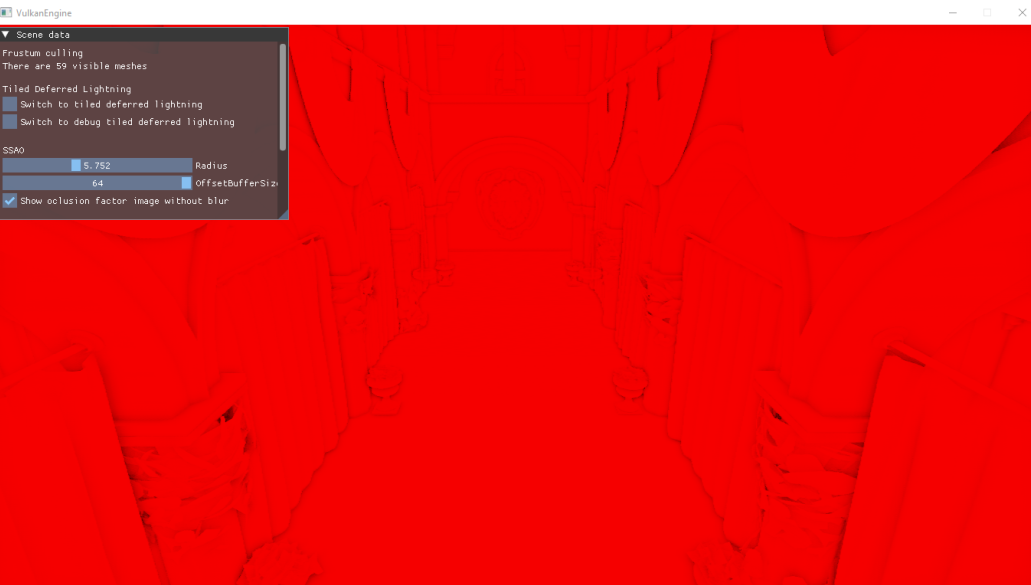 VulkanEngine
Scene data
Frustum culling
There are 59 visible meshes
Tiled Deferred Lightning
Switch to tiled deferred lightning
Switch to debug tiled deferred lightning
SSAO
5.752 Radius
64 OffsetBufferSize
Show oclusion factor image without blur